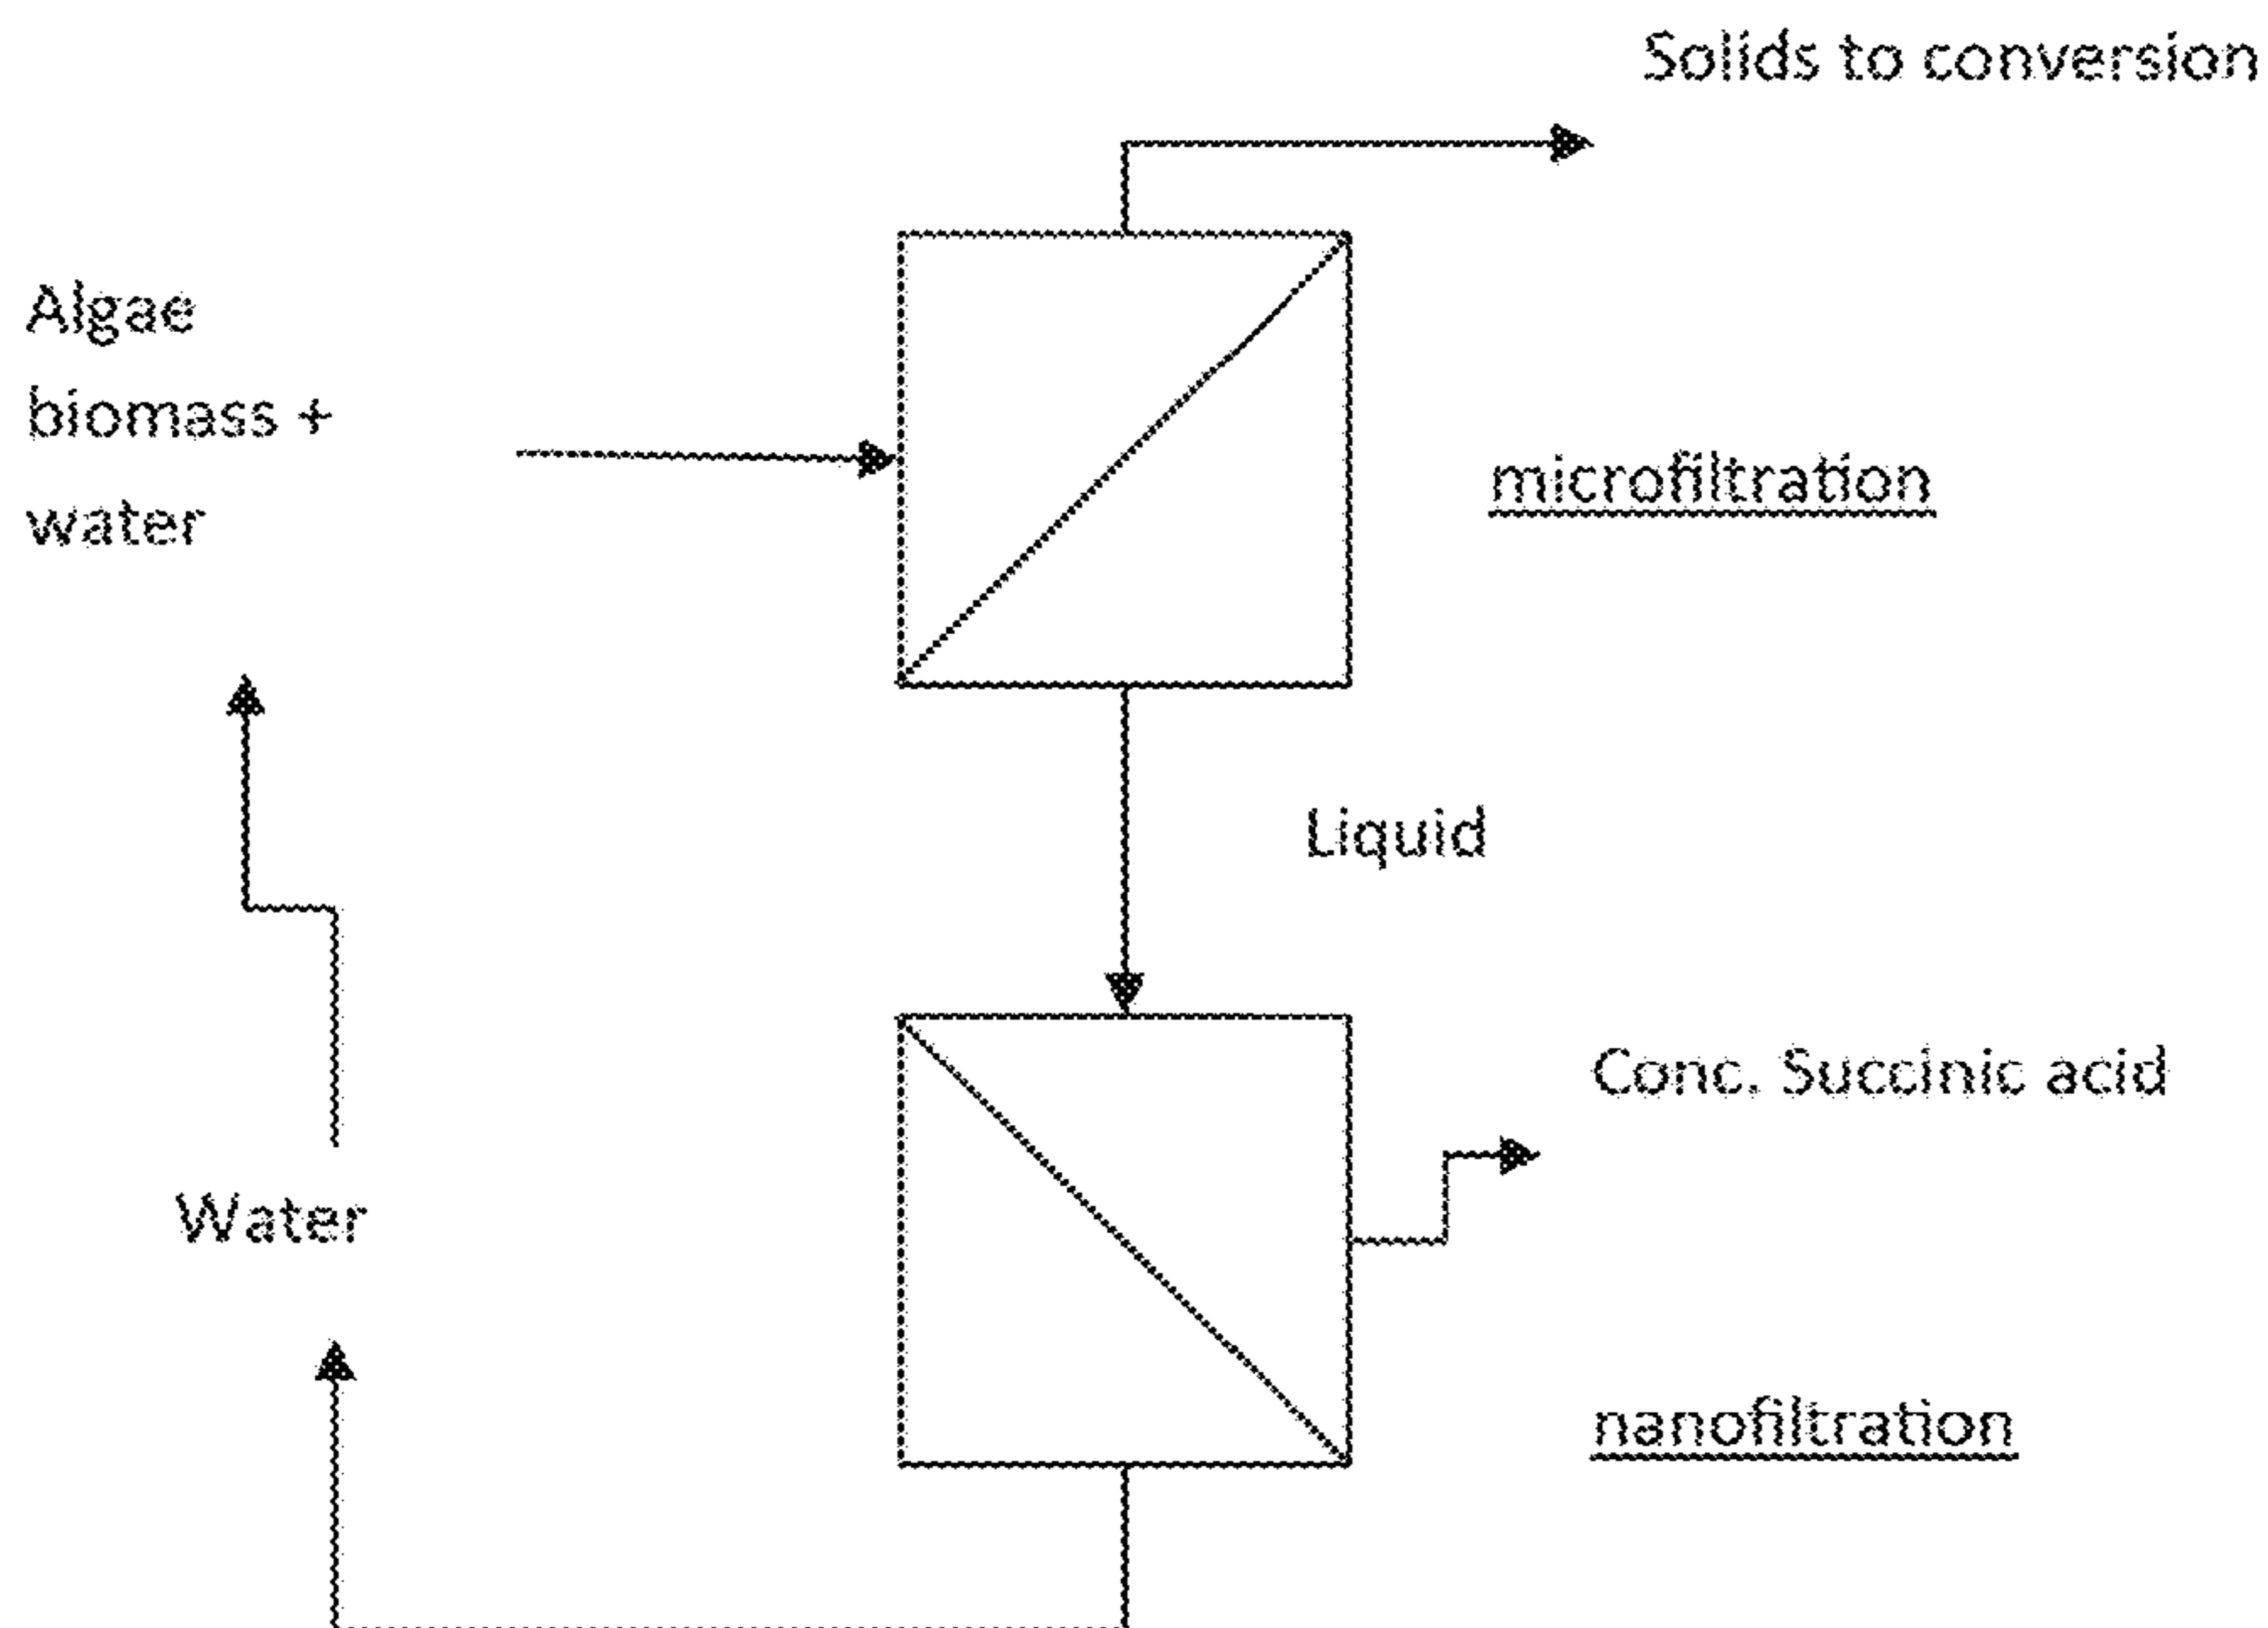 Solids to conversion
Algae
biomass +
water
microfiltration
Liquid
Conc. Succinic acid
Water
nanofiltration